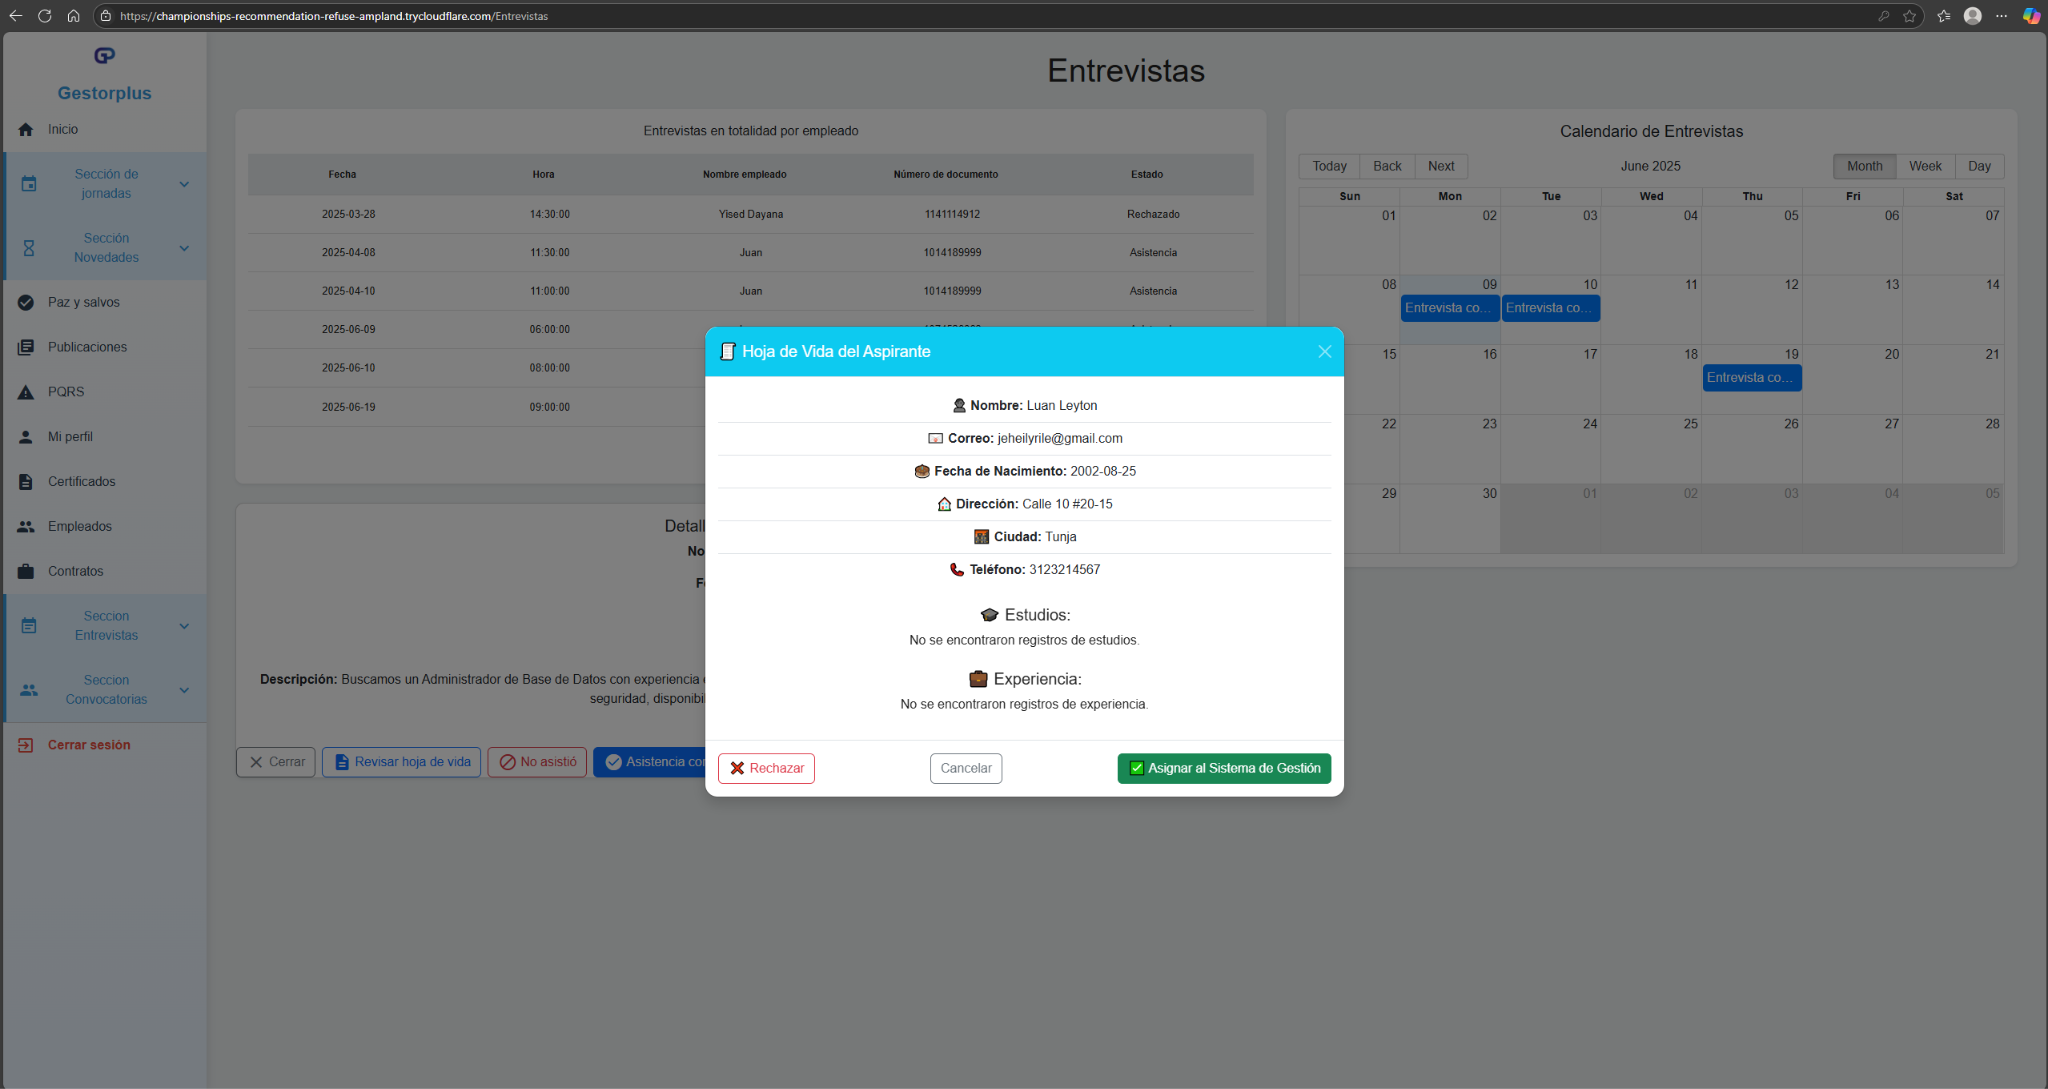 https://championships-recommendation-refuse-ampland.trycloudflare.com/Entrevistas
GP
Gestorplus
Inicio
Sección de
jornadas
Sección
Novedades
Paz y salvos
Publicaciones
PQRS
Mi perfil
Certificados
Empleados
Contratos
Seccion
Entrevistas
Seccion
Convocatorias
Cerrar sesión
Entrevistas
Entrevistas en totalidad por empleado
Fecha Hora Nombre empleado Número de documento Estado
2025-03-28 14:30:00 Yised Dayana 1141114912 Rechazado
2025-04-08 11:30:00 Juan 1014189999 Asistencia
2025-04-10 11:00:00 Juan 1014189999 Asistencia
2025-06-09 06:00:00
2025-06-10 08:00:00
2025-06-19 09:00:00
Detall
No
Fe
Descripción: Buscamos un Administrador de Base de Datos con experiencia
seguridad, disponibil
Cerrar Revisar hoja de vida No asistió Asistencia con
Calendario de Entrevistas
Today Back Next June 2025 Month Week Day
Sun Mon Tue Wed Thu Fri Sat
01 02 03 04 05 06 07
08 09 10 11 12 13 14
Entrevista co... Entrevista co...
15 16 17 18 19 20 21
Entrevista co...
22 23 24 25 26 27 28
29 30 01 02 03 04 05
Hoja de Vida del Aspirante
Nombre: Luan Leyton
Correo: jeheilyrile@gmail.com
Fecha de Nacimiento: 2002-08-25
Dirección: Calle 10 #20-15
Ciudad: Tunja
Teléfono: 3123214567
Estudios:
No se encontraron registros de estudios.
Experiencia:
No se encontraron registros de experiencia.
Rechazar Cancelar Asignar al Sistema de Gestión